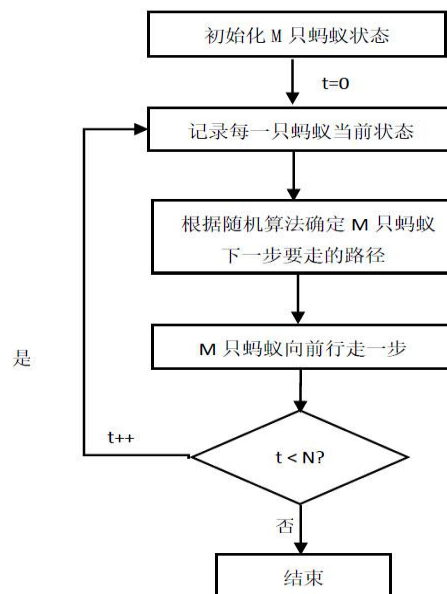 初始化 M 只蚂蚁状态
t=0
记录每一只蚂蚁当前状态
根据随机算法确定 M 只蚂蚁
下一步要走的路径
M 只蚂蚁向前行走一步
是
t++
t < N?
否
结束